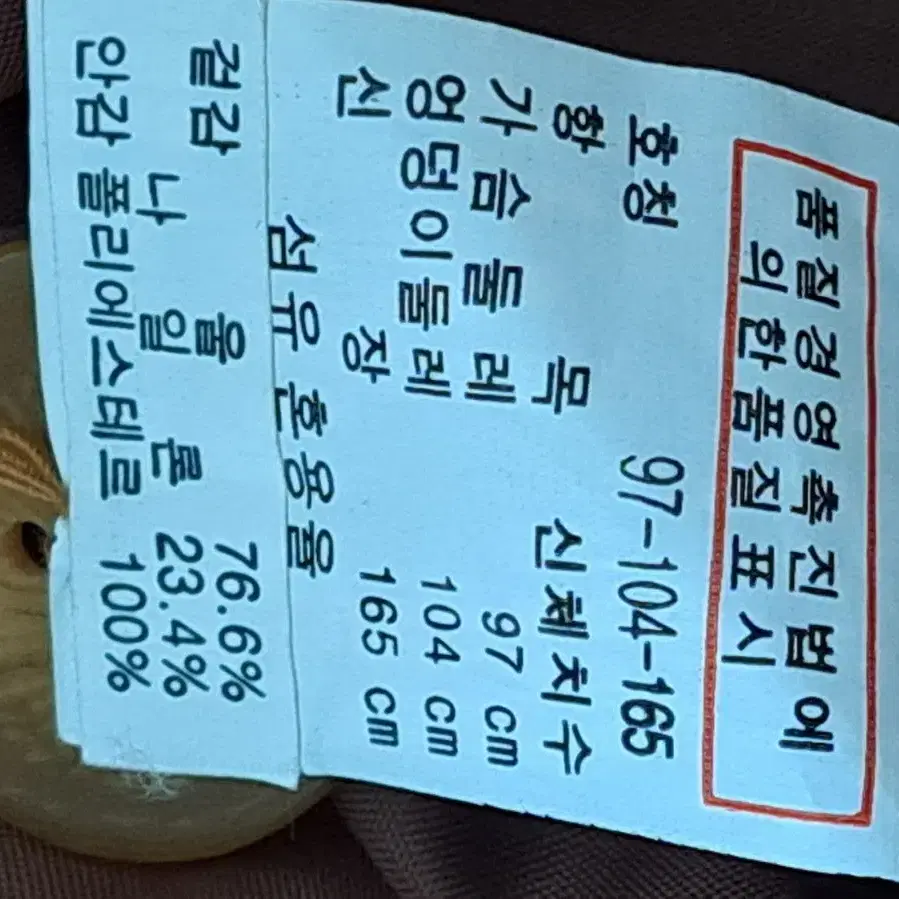 품질경영촉진법에
의한품질표시
호칭 97-104-165
항 목 신체치수
가슴둘레 97 cm
엉덩이둘레 104 cm
신장 165 cm
섬유혼용율
겉감 울 76.6%
나일론 23.4%
안감 폴리에스테르 100%